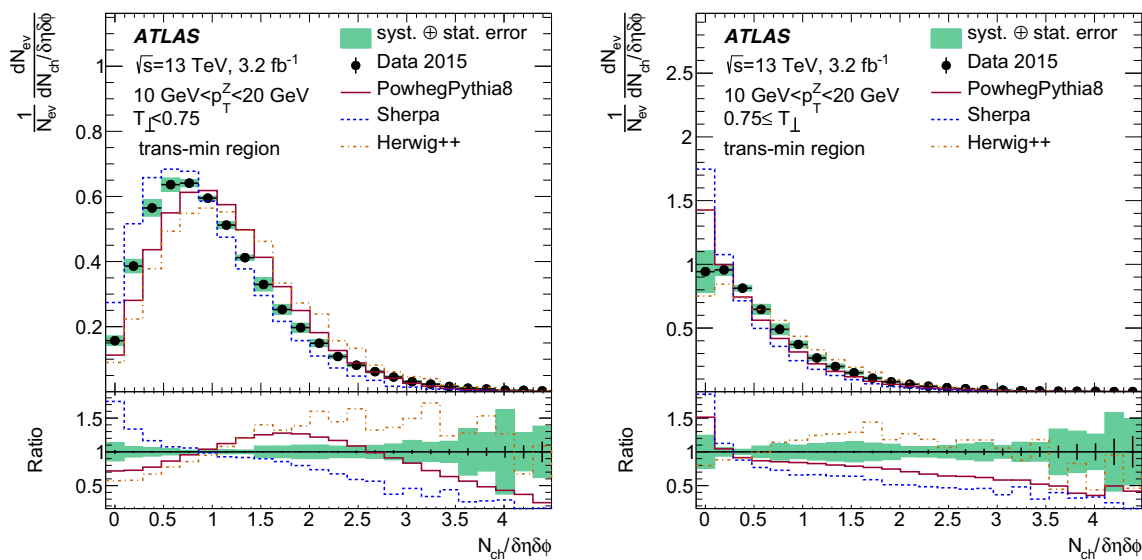 1/N_ev dN_ev/dN_ch/δηδϕ
ATLAS
√s=13 TeV, 3.2 fb⁻¹
10 GeV<p_T^Z<20 GeV
T_⊥<0.75
trans-min region
syst. ⊕ stat. error
Data 2015
PowhegPythia8
Sherpa
Herwig++
1
0.8
0.6
0.4
0.2
Ratio
1.5
1
0.5
0 0.5 1 1.5 2 2.5 3 3.5 4
N_ch/δηδϕ
1/N_ev dN_ev/dN_ch/δηδϕ
ATLAS
√s=13 TeV, 3.2 fb⁻¹
10 GeV<p_T^Z<20 GeV
0.75≤ T_⊥
trans-min region
syst. ⊕ stat. error
Data 2015
PowhegPythia8
Sherpa
Herwig++
2.5
2
1.5
1
0.5
Ratio
1.5
1
0.5
0 0.5 1 1.5 2 2.5 3 3.5 4
N_ch/δηδϕ